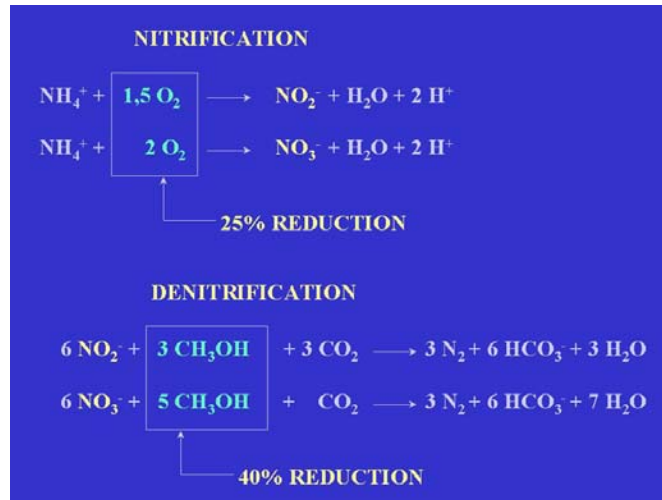 NITRIFICATION
NH₄⁺ + 1,5 O₂ ⟶ NO₂⁻ + H₂O + 2 H⁺
NH₄⁺ + 2 O₂ ⟶ NO₃⁻ + H₂O + 2 H⁺
25% REDUCTION
DENITRIFICATION
6 NO₂⁻ + 3 CH₃OH + 3 CO₂ ⟶ 3 N₂ + 6 HCO₃⁻ + 3 H₂O
6 NO₃⁻ + 5 CH₃OH + CO₂ ⟶ 3 N₂ + 6 HCO₃⁻ + 7 H₂O
40% REDUCTION